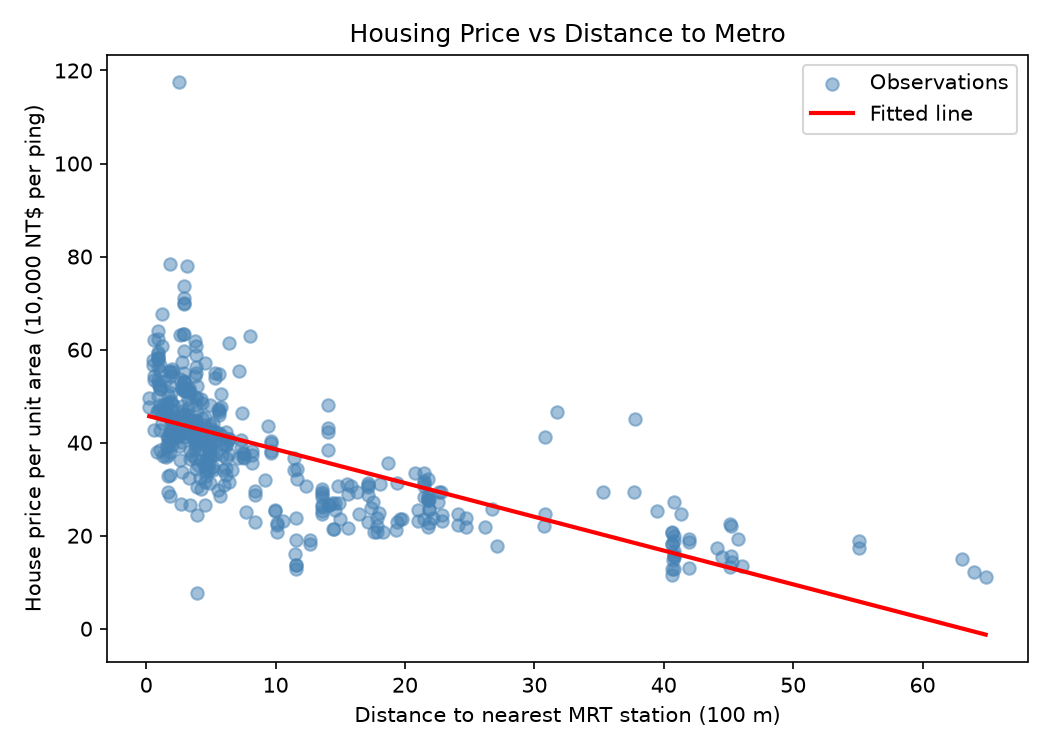 Housing Price vs Distance to Metro
Observations
Fitted line
House price per unit area (10,000 NT$ per ping)
120
100
80
60
40
20
0
0 10 20 30 40 50 60
Distance to nearest MRT station (100 m)